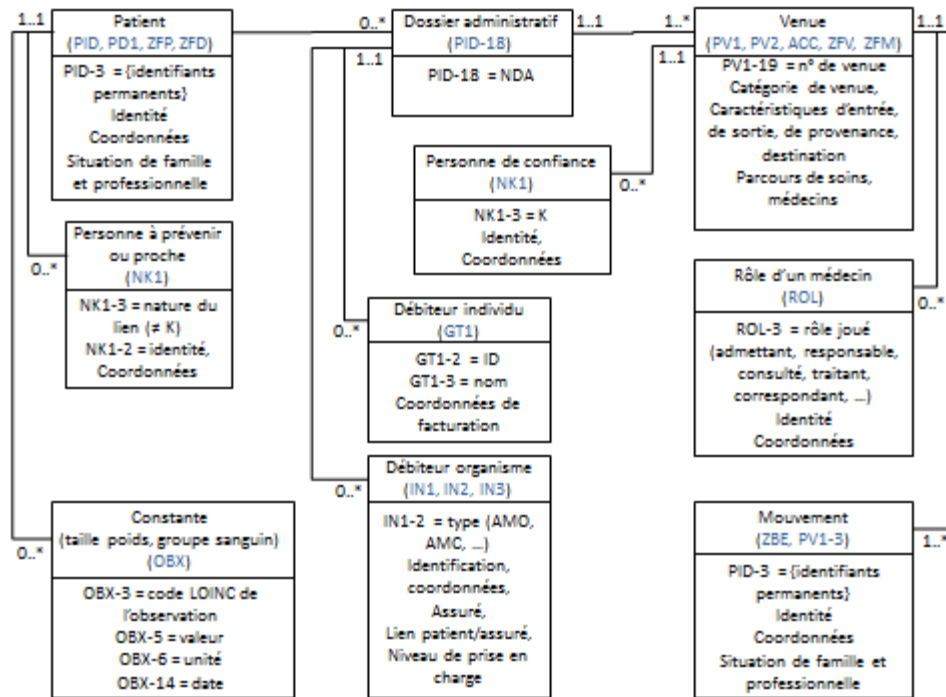 1..1
Patient
(PID, PD1, ZFP, ZFD)
PID-3 = {identifiants
permanents}
Identité
Coordonnées
Situation de famille
et professionnelle
0..*
Dossier administratif
(PID-18)
PID-18 = NDA
1..1
1..1
1..*
1..1
Venue
(PV1, PV2, ACC, ZFV, ZFM)
PV1-19 = n° de venue
Catégorie de venue,
Caractéristiques d'entrée,
de sortie, de provenance,
destination
Parcours de soins,
médecins
1..1
Personne de confiance
(NK1)
NK1-3 = K
Identité,
Coordonnées
0..*
Personne à prévenir
ou proche
(NK1)
NK1-3 = nature du
lien (≠ K)
NK1-2 = identité,
Coordonnées
0..*
Débiteur individu
(GT1)
GT1-2 = ID
GT1-3 = nom
Coordonnées de
facturation
0..*
Rôle d'un médecin
(ROL)
ROL-3 = rôle joué
(admettant, responsable,
consulté, traitant,
correspondant, …)
Identité
Coordonnées
0..*
Débiteur organisme
(IN1, IN2, IN3)
IN1-2 = type (AMO,
AMC, …)
Identification,
coordonnées,
Assuré,
Lien patient/assuré,
Niveau de prise en
charge
0..*
Constante
(taille poids, groupe sanguin)
(OBX)
OBX-3 = code LOINC de
l'observation
OBX-5 = valeur
OBX-6 = unité
OBX-14 = date
0..*
Mouvement
(ZBE, PV1-3)
PID-3 = {identifiants
permanents}
Identité
Coordonnées
Situation de famille et
professionnelle
1..*